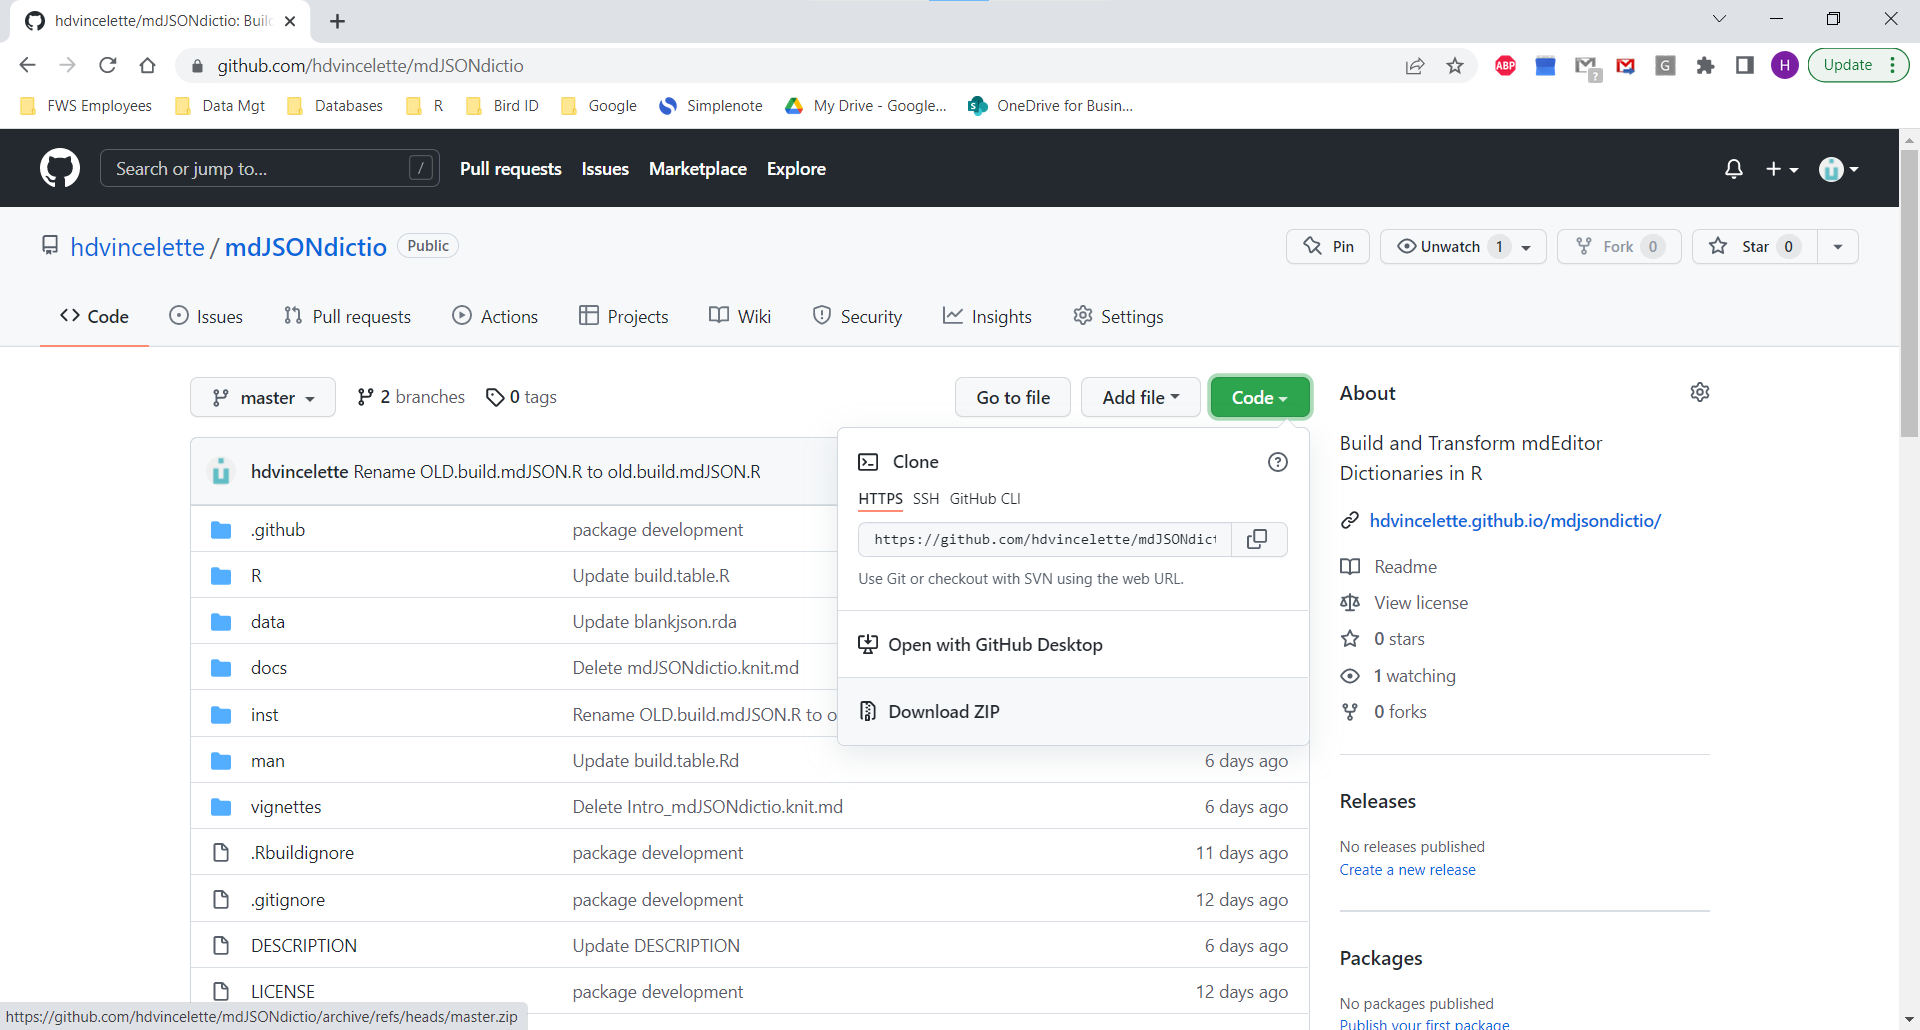 hdvincelette/mdJSONdictio: Buil
github.com/hdvincelette/mdJSONdictio
ABP
?
G
H
Update
FWS Employees
Data Mgt
Databases
R
Bird ID
Google
Simplenote
My Drive - Google...
OneDrive for Busin...
Search or jump to...
/
Pull requests
Issues
Marketplace
Explore
hdvincelette / mdJSONdictio
Public
Pin
Unwatch 1
Fork 0
Star 0
Code
Issues
Pull requests
Actions
Projects
Wiki
Security
Insights
Settings
master
2 branches
0 tags
Go to file
Add file
Code
hdvincelette Rename OLD.build.mdJSON.R to old.build.mdJSON.R
.github package development
R Update build.table.R
data Update blankjson.rda
docs Delete mdJSONdictio.knit.md
inst Rename OLD.build.mdJSON.R to o
man Update build.table.Rd 6 days ago
vignettes Delete Intro_mdJSONdictio.knit.md 6 days ago
.Rbuildignore package development 11 days ago
.gitignore package development 12 days ago
DESCRIPTION Update DESCRIPTION 6 days ago
LICENSE package development 12 days ago
Clone
HTTPS SSH GitHub CLI
https://github.com/hdvincelette/mdJSONdict
Use Git or checkout with SVN using the web URL.
Open with GitHub Desktop
Download ZIP
About
Build and Transform mdEditor
Dictionaries in R
hdvincelette.github.io/mdjsondictio/
Readme
View license
0 stars
1 watching
0 forks
Releases
No releases published
Create a new release
Packages
No packages published
Publish your first package
https://github.com/hdvincelette/mdJSONdictio/archive/refs/heads/master.zip